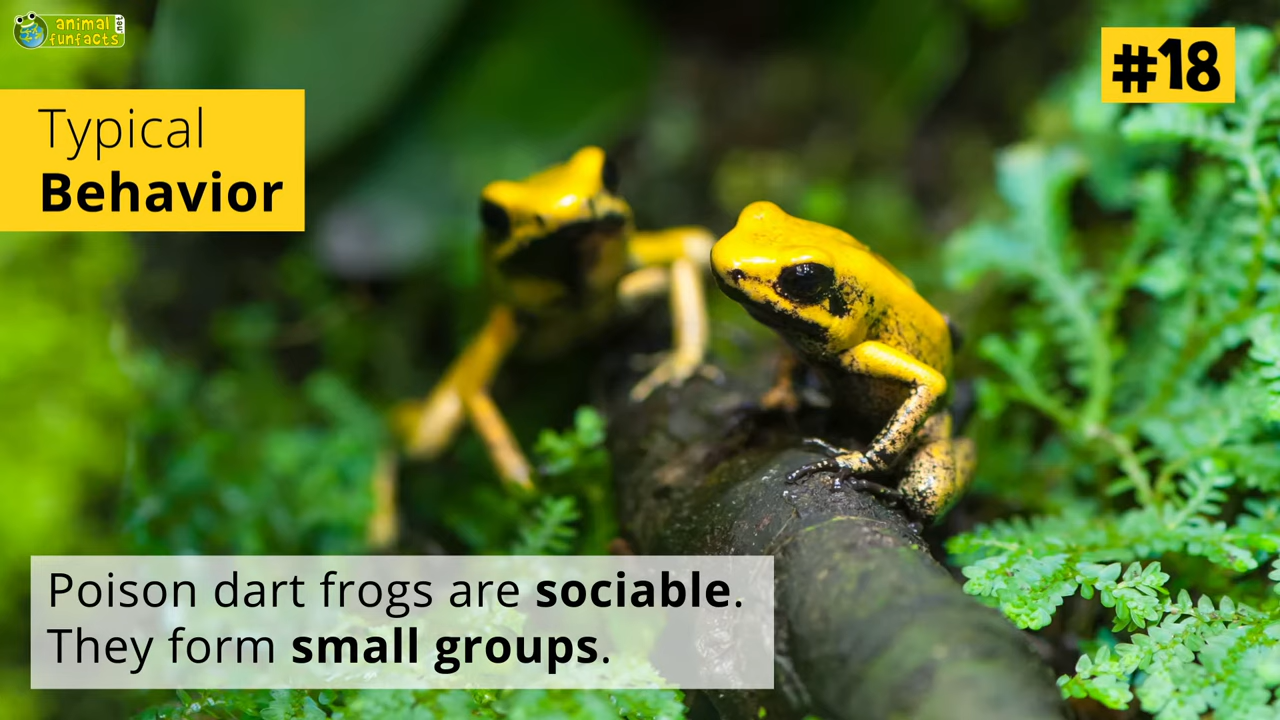 animal
funfacts
.net
#18
Typical
Behavior
Poison dart frogs are sociable.
They form small groups.